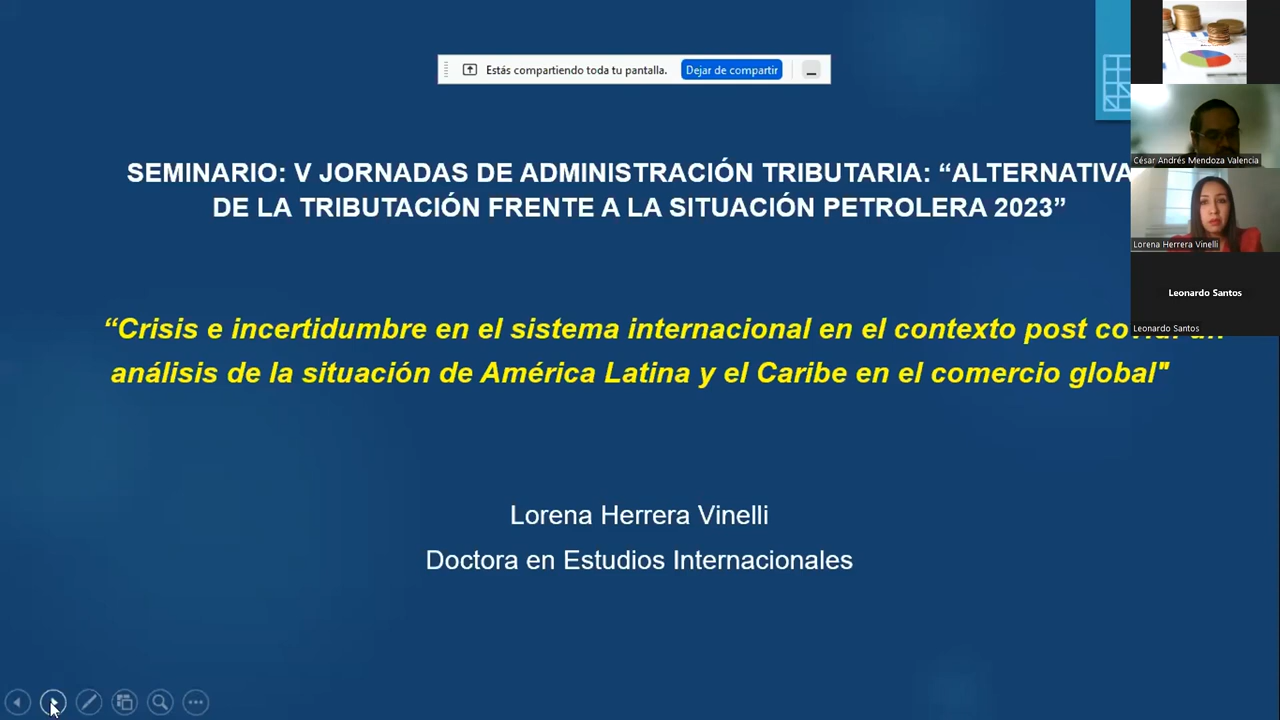 Estás compartiendo toda tu pantalla. Dejar de compartir
SEMINARIO: V JORNADAS DE ADMINISTRACIÓN TRIBUTARIA: “ALTERNATIVA
DE LA TRIBUTACIÓN FRENTE A LA SITUACIÓN PETROLERA 2023”
“Crisis e incertidumbre en el sistema internacional en el contexto post
análisis de la situación de América Latina y el Caribe en el comercio global"
Lorena Herrera Vinelli
Doctora en Estudios Internacionales
César Andrés Mendoza Valencia
Lorena Herrera Vinelli
Leonardo Santos
Leonardo Santos